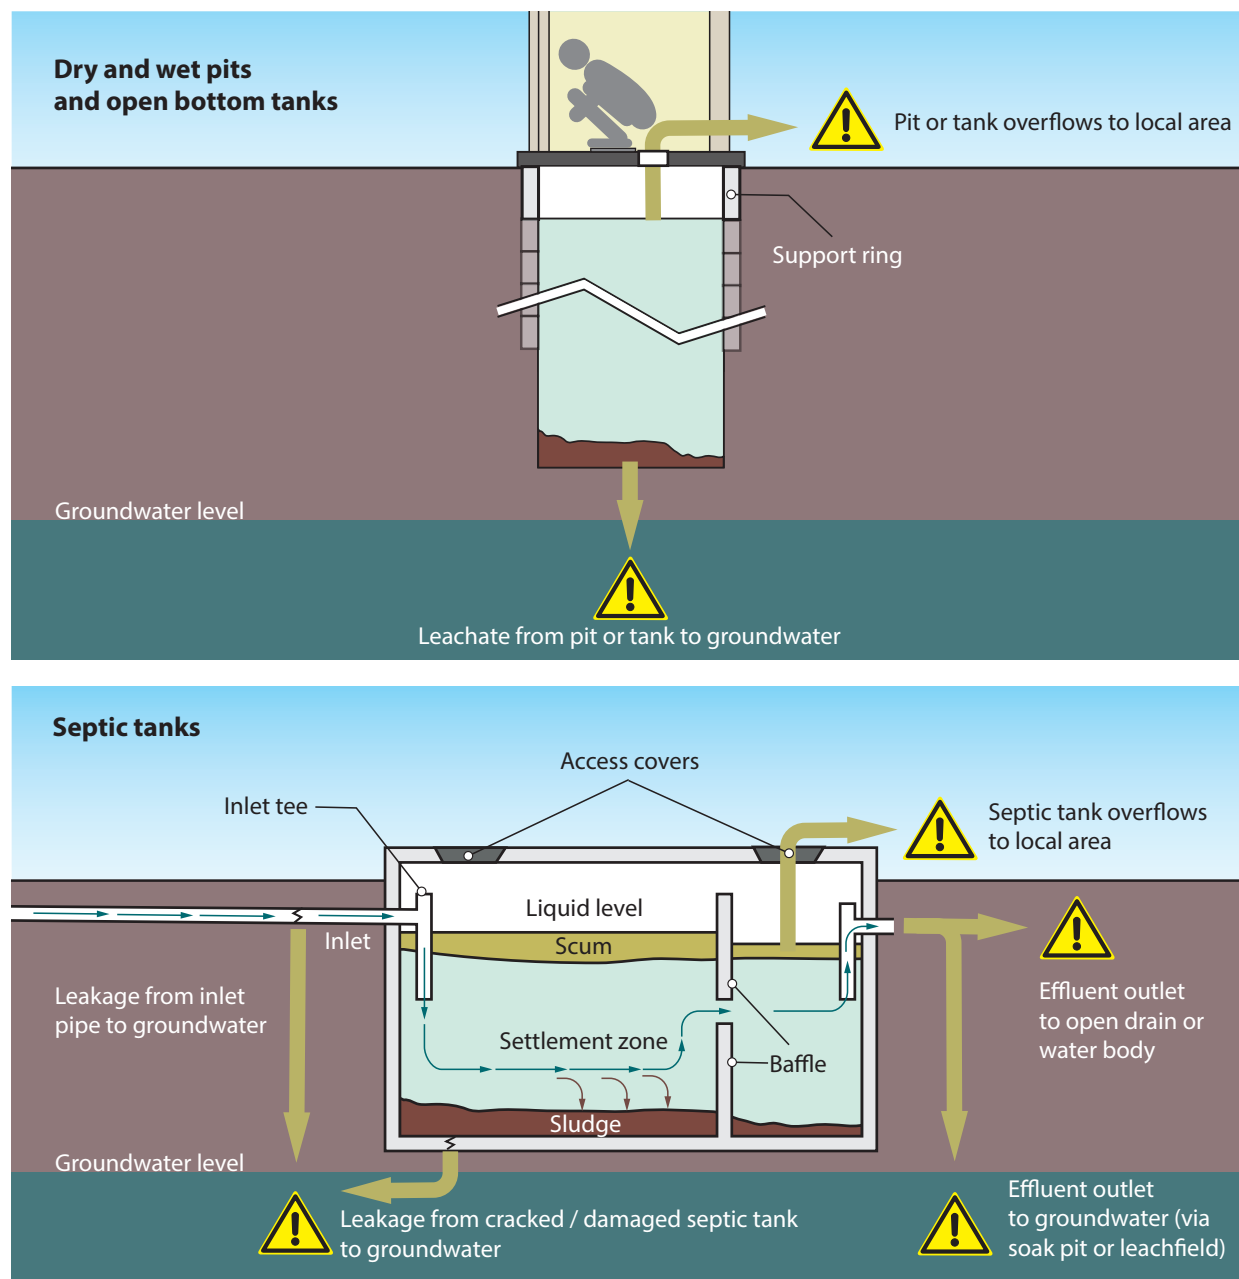 Dry and wet pits
and open bottom tanks
Pit or tank overflows to local area
Support ring
Groundwater level
Leachate from pit or tank to groundwater
Septic tanks
Access covers
Inlet tee
Septic tank overflows
to local area
Liquid level
Inlet
Scum
Leakage from inlet
pipe to groundwater
Effluent outlet
to open drain or
water body
Settlement zone
Baffle
Sludge
Groundwater level
Leakage from cracked / damaged septic tank
to groundwater
Effluent outlet
to groundwater (via
soak pit or leachfield)